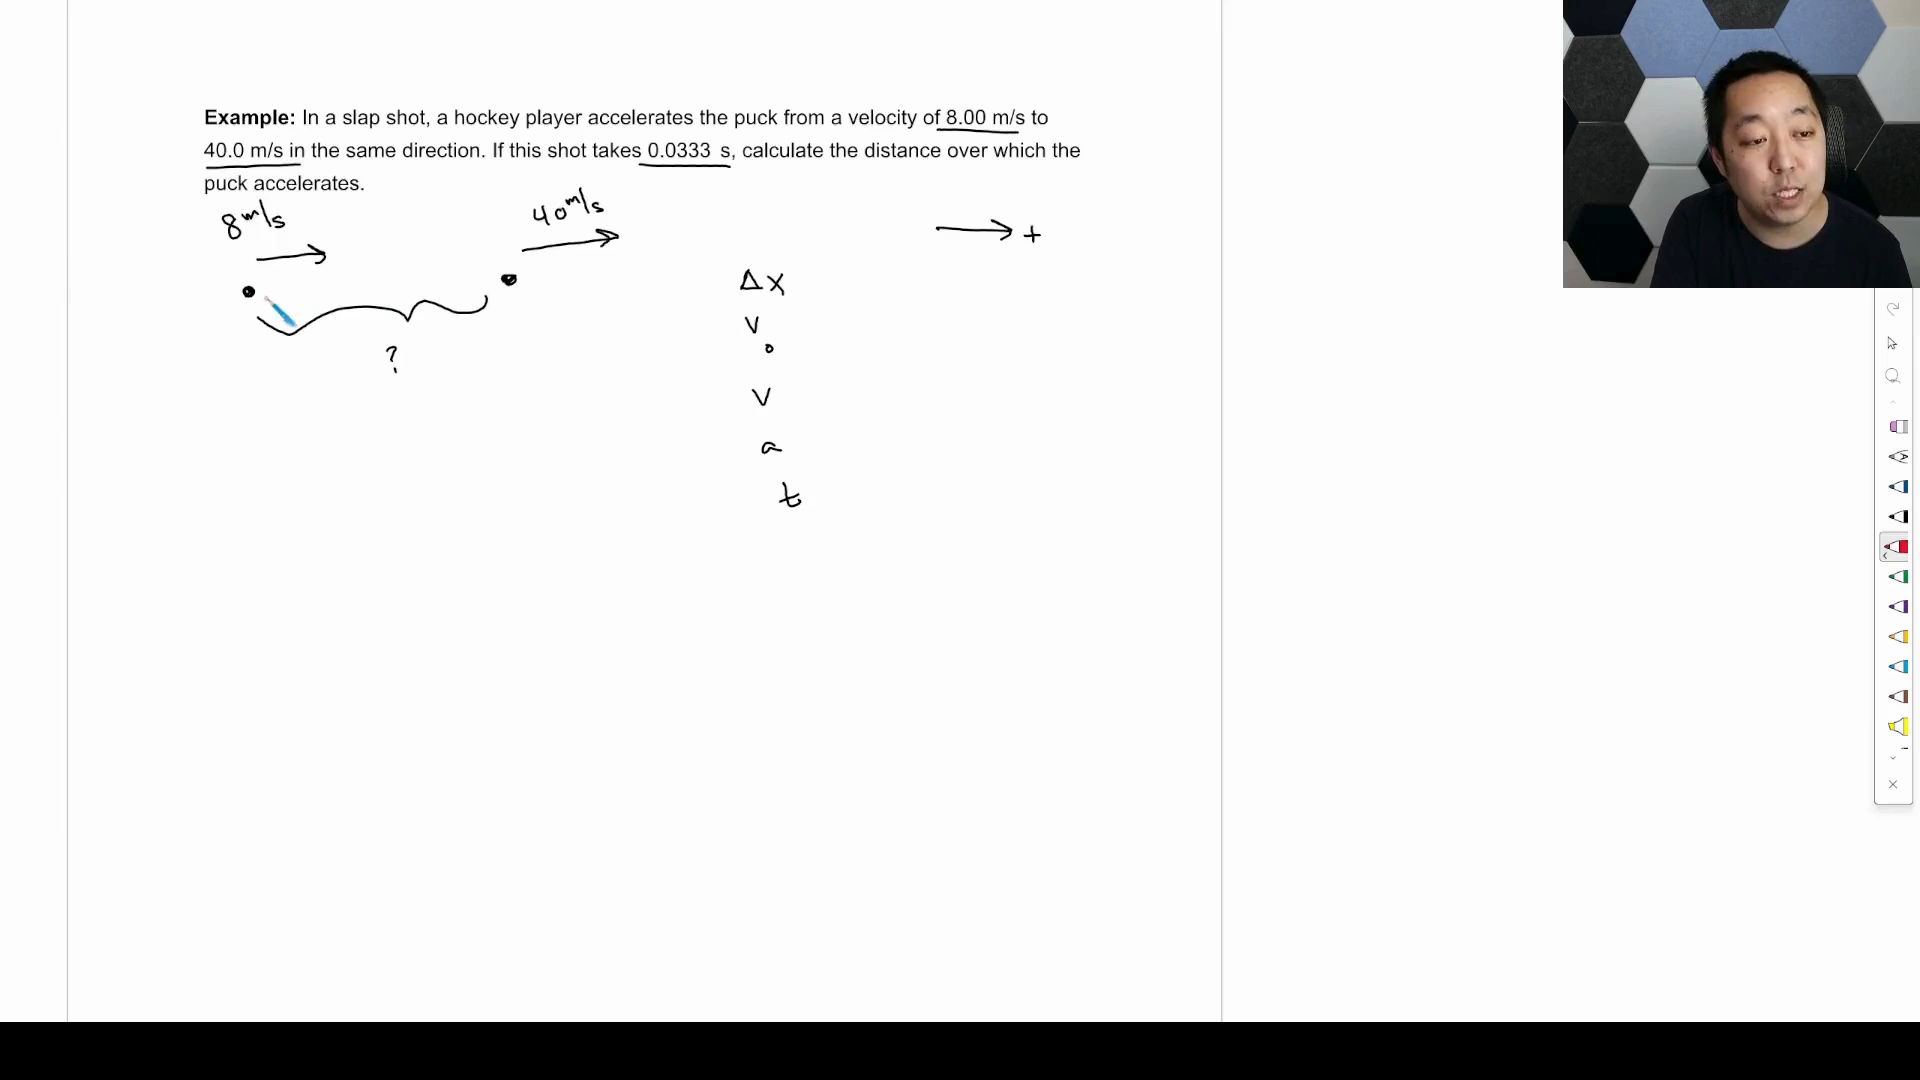 Example: In a slap shot, a hockey player accelerates the puck from a velocity of 8.00 m/s to
40.0 m/s in the same direction. If this shot takes 0.0333 s, calculate the distance over which the
puck accelerates.
8 m/s
40 m/s
+
Δx
v₀
?
v
a
t